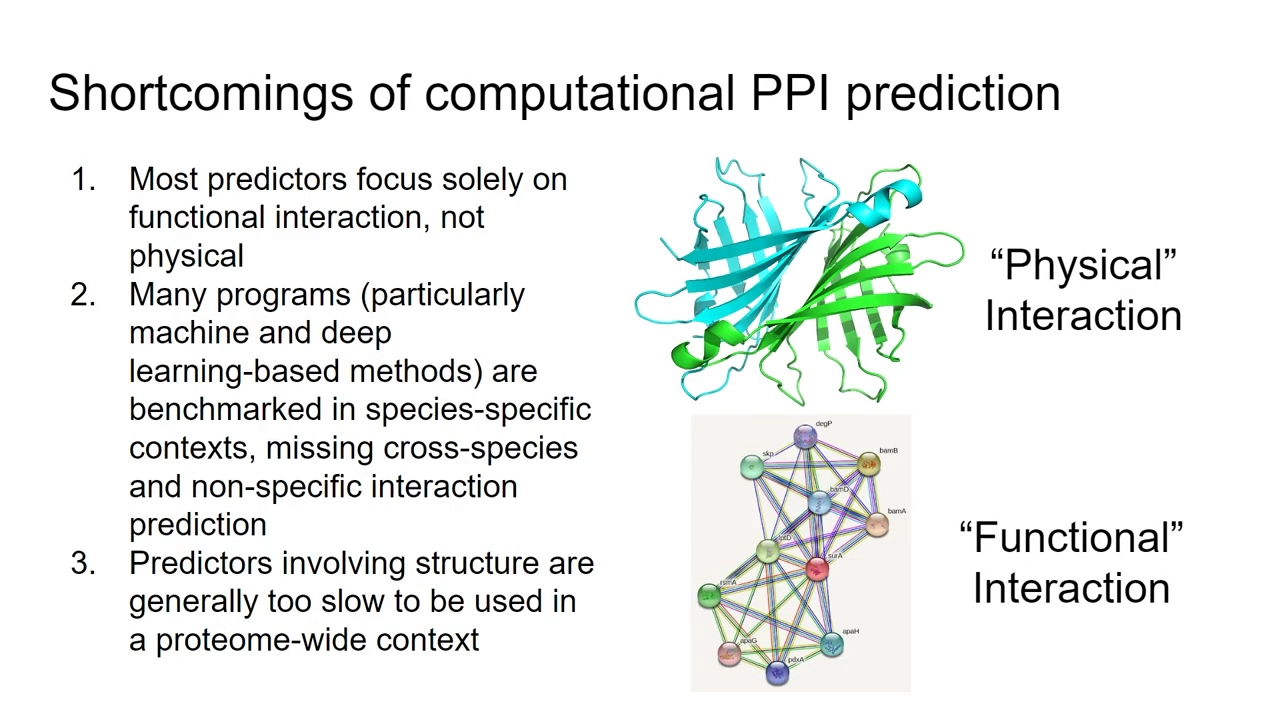 Shortcomings of computational PPI prediction
1. Most predictors focus solely on
functional interaction, not
physical
2. Many programs (particularly
machine and deep
learning-based methods) are
benchmarked in species-specific
contexts, missing cross-species
and non-specific interaction
prediction
3. Predictors involving structure are
generally too slow to be used in
a proteome-wide context
“Physical”
Interaction
degP
skp
bamB
bamD
bamA
lptD
surA
rsmA
apaH
apaG
pdxA
“Functional”
Interaction